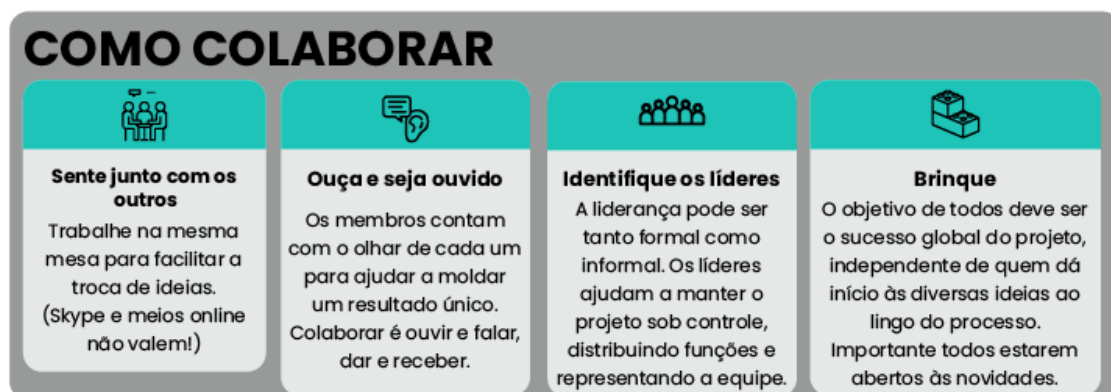 COMO COLABORAR
Sente junto com os
outros
Trabalhe na mesma
mesa para facilitar a
troca de ideias.
(Skype e meios online
não valem!)
Ouça e seja ouvido
Os membros contam
com o olhar de cada um
para ajudar a moldar
um resultado único.
Colaborar é ouvir e falar,
dar e receber.
Identifique os líderes
A liderança pode ser
tanto formal como
informal. Os líderes
ajudam a manter o
projeto sob controle,
distribuindo funções e
representando a equipe.
Brinque
O objetivo de todos deve ser
o sucesso global do projeto,
independente de quem dá
início às diversas ideias ao
lingo do processo.
Importante todos estarem
abertos às novidades.